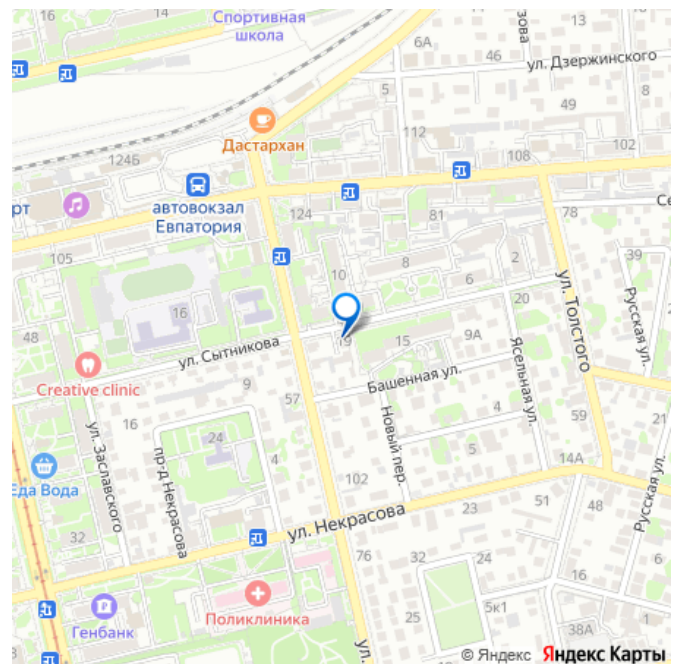 Спортивная
школа
зова
6А
46
ул. Дзержинского
5
8
49
Дастархан
112
102
124Б
108
рт
автовокзал
Евпатория
124
81
78
Се
105
10
8
6
2
ул. Толстого
Русская ул.
16
20
48
19
15
9А
ул. Сытникова
Creative clinic
9
57
Башенная ул.
Ясельная ул.
ул. Заславского
16
пр-д Некрасова
24
4
Новый пер.
4
5
59
21
14А
Русская ул.
Еда Вода
102
ул. Некрасова
23
51
48
32
76
32
24
6
16
Поликлиника
Генбанк
5к1
38А
1
ул.
© Яндекс Яндекс Карты